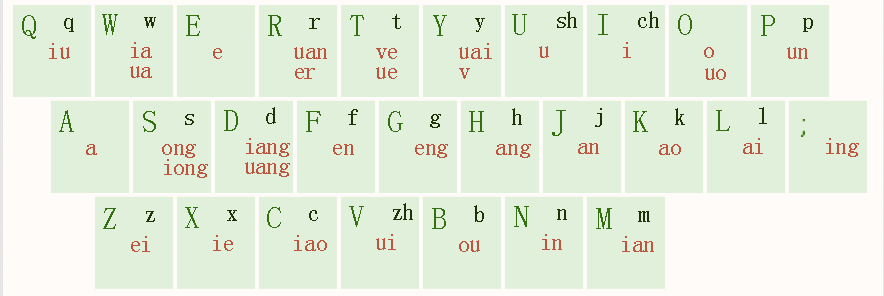 Q q W w E R r T t Y y U sh I ch O P p
iu ia e uan ve uai u i o un
ua er ue v uo
A S s D d F f G g H h J j K k L l ;
a ong iang en eng ang an ao ai ing
iong uang
Z z X x C c V zh B b N n M m
ei ie iao ui ou in ian